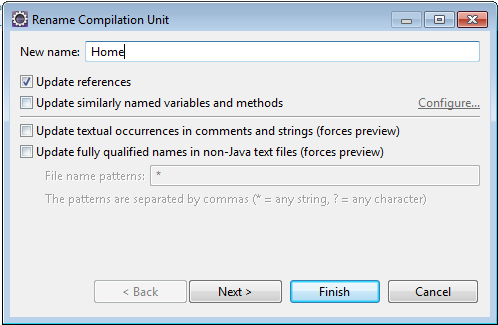 Rename Compilation Unit
New name: Home
Update references
Update similarly named variables and methods Configure...
Update textual occurrences in comments and strings (forces preview)
Update fully qualified names in non-Java text files (forces preview)
File name patterns: *
The patterns are separated by commas (* = any string, ? = any character)
< Back Next > Finish Cancel